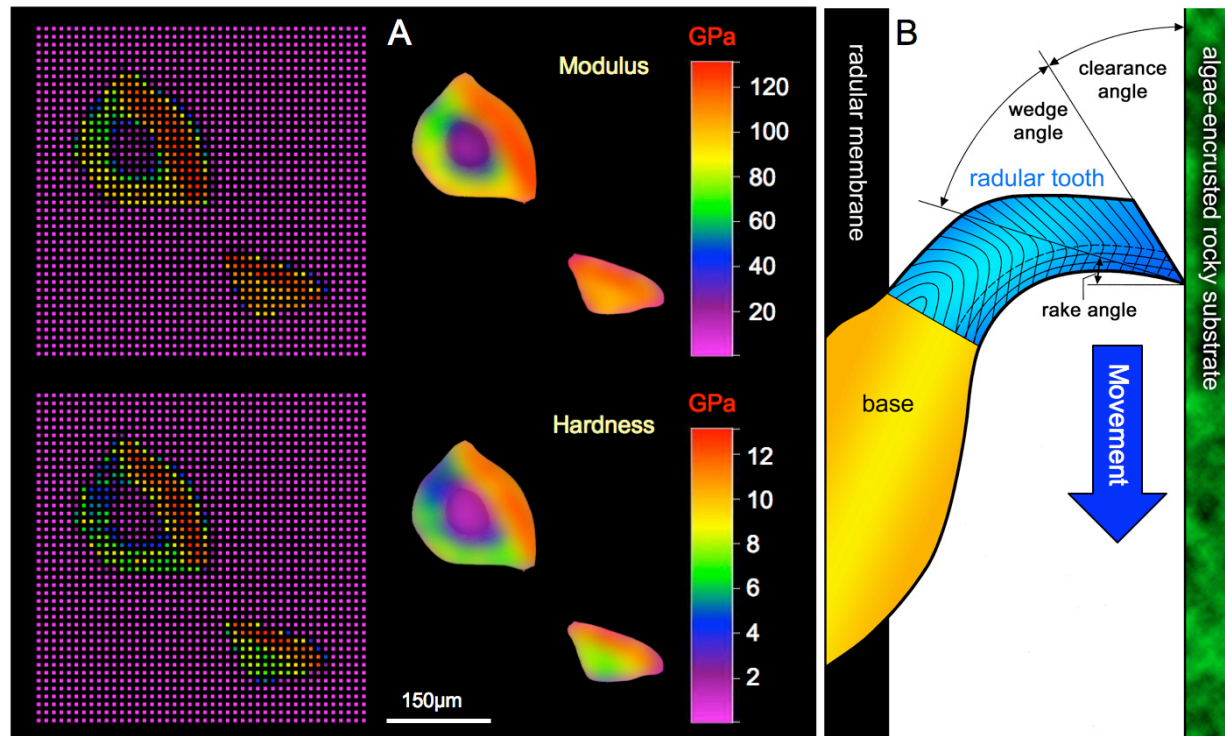 A
GPa
Modulus
120
100
80
60
40
20
GPa
Hardness
12
10
8
6
4
2
150µm
B
radular membrane
clearance
angle
wedge
angle
radular tooth
rake angle
base
Movement
algae-encrusted rocky substrate